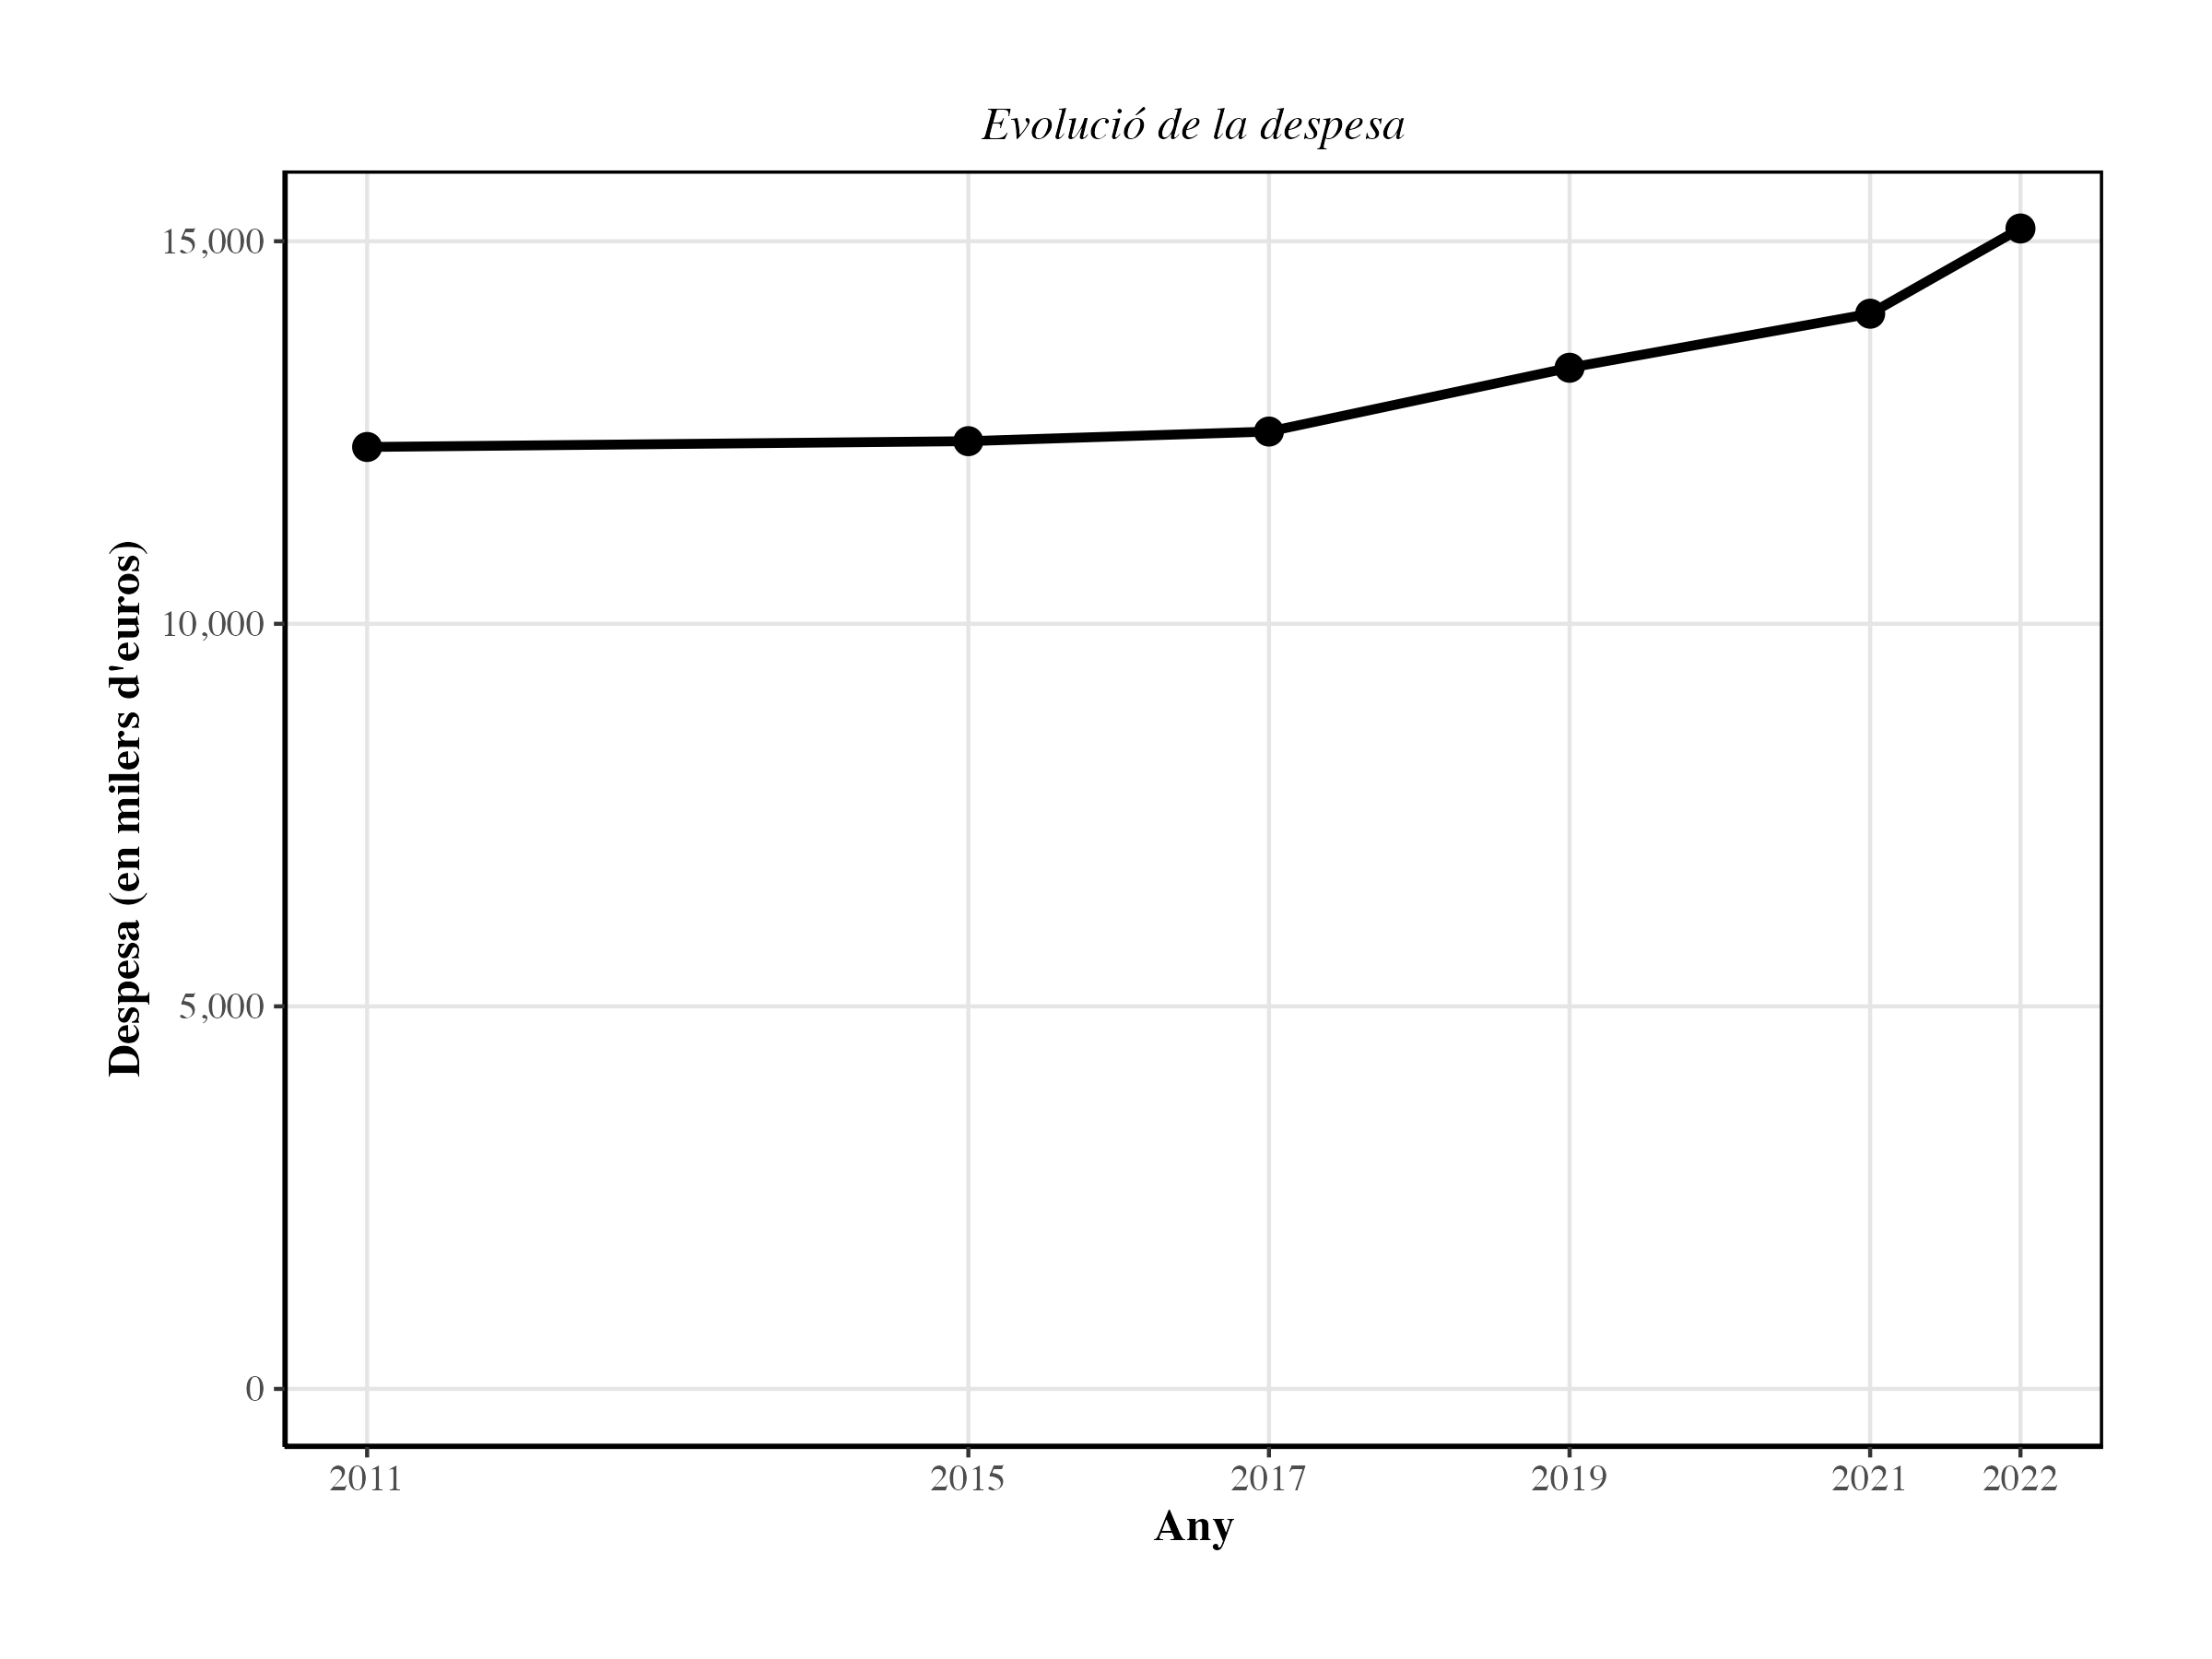 Evolució de la despesa
Despesa (en milers d'euros)
15,000
10,000
5,000
0
2011 2015 2017 2019 2021 2022
Any